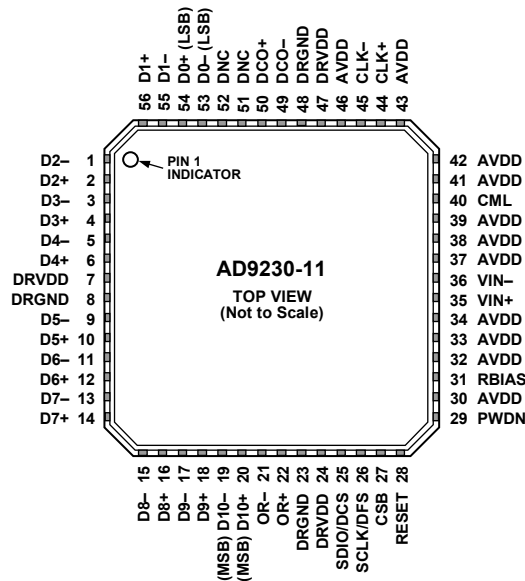 56 D1+
55 D1–
54 D0+ (LSB)
53 D0– (LSB)
52 DNC
51 DNC
50 DCO+
49 DCO–
48 DRGND
47 DRVDD
46 AVDD
45 CLK–
44 CLK+
43 AVDD
D2– 1
D2+ 2
D3– 3
D3+ 4
D4– 5
D4+ 6
DRVDD 7
DRGND 8
D5– 9
D5+ 10
D6– 11
D6+ 12
D7– 13
D7+ 14
PIN 1
INDICATOR
AD9230-11
TOP VIEW
(Not to Scale)
42 AVDD
41 AVDD
40 CML
39 AVDD
38 AVDD
37 AVDD
36 VIN–
35 VIN+
34 AVDD
33 AVDD
32 AVDD
31 RBIAS
30 AVDD
29 PWDN
D8– 15
D8+ 16
D9– 17
D9+ 18
(MSB) D10– 19
(MSB) D10+ 20
OR– 21
OR+ 22
DRGND 23
DRVDD 24
SDIO/DCS 25
SCLK/DFS 26
CSB 27
RESET 28